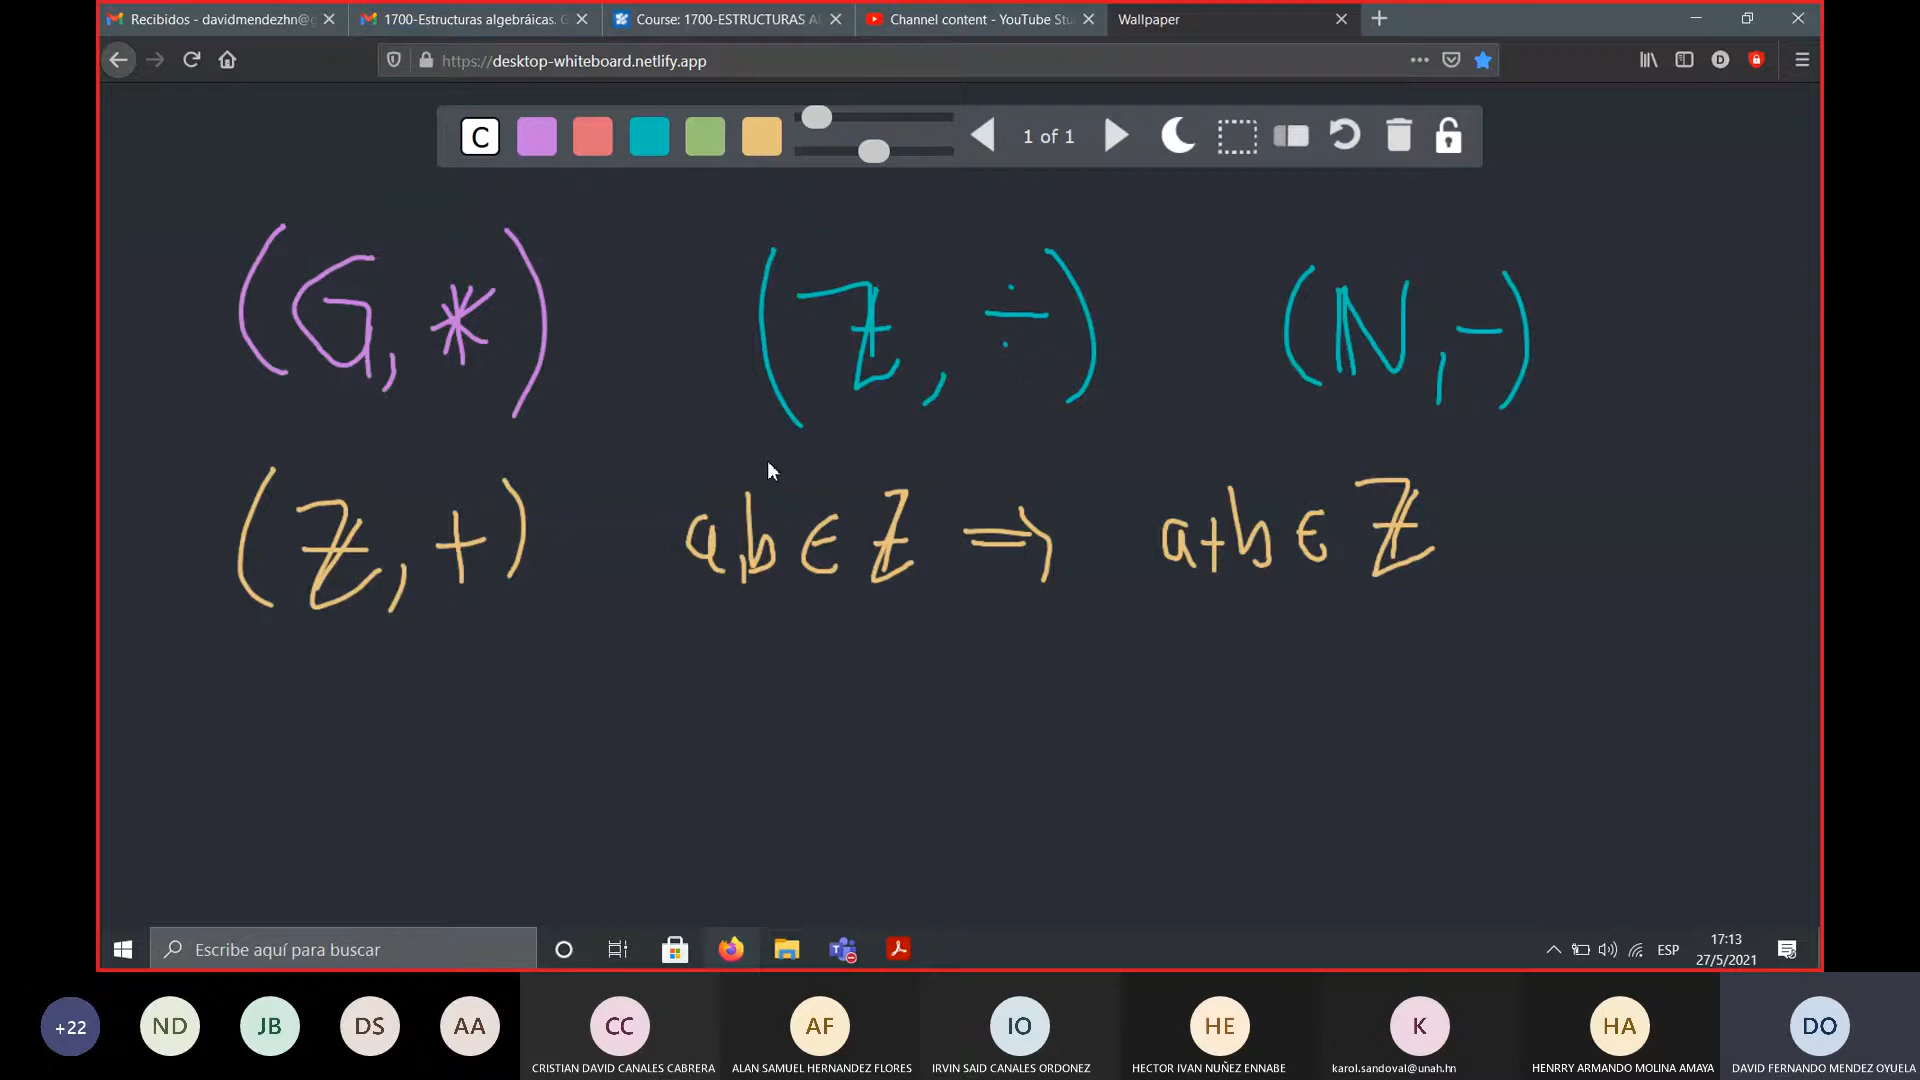 Recibidos - davidmendezhn@g
1700-Estructuras algebráicas. G
Course: 1700-ESTRUCTURAS AL
Channel content - YouTube Stu
Wallpaper
https://desktop-whiteboard.netlify.app
C
1 of 1
(G, *)
(Z, ÷)
(N, -)
(Z, +)
a,b ∈ Z ⇒ a+b ∈ Z
Escribe aquí para buscar
ESP
17:13
27/5/2021
+22
ND
JB
DS
AA
CC
AF
IO
HE
K
HA
DO
CRISTIAN DAVID CANALES CABRERA
ALAN SAMUEL HERNANDEZ FLORES
IRVIN SAID CANALES ORDONEZ
HECTOR IVAN NUÑEZ ENNABE
karol.sandoval@unah.hn
HENRRY ARMANDO MOLINA AMAYA
DAVID FERNANDO MENDEZ OYUELA